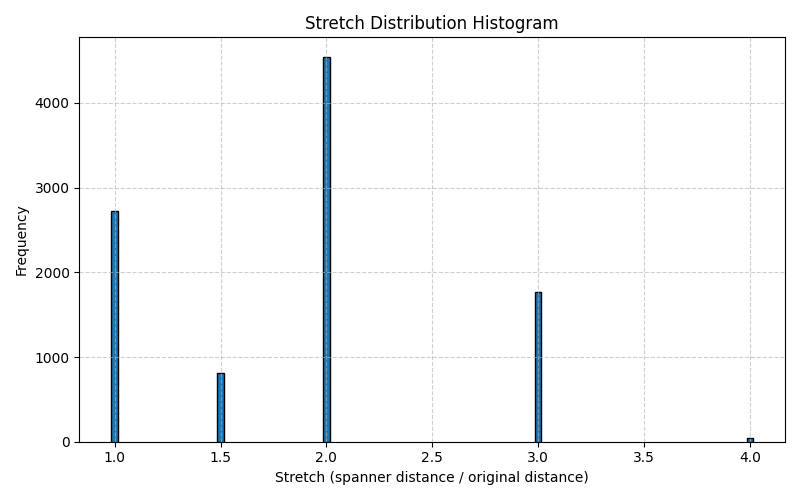 Stretch Distribution Histogram
Frequency
4000
3000
2000
1000
0
1.0 1.5 2.0 2.5 3.0 3.5 4.0
Stretch (spanner distance / original distance)